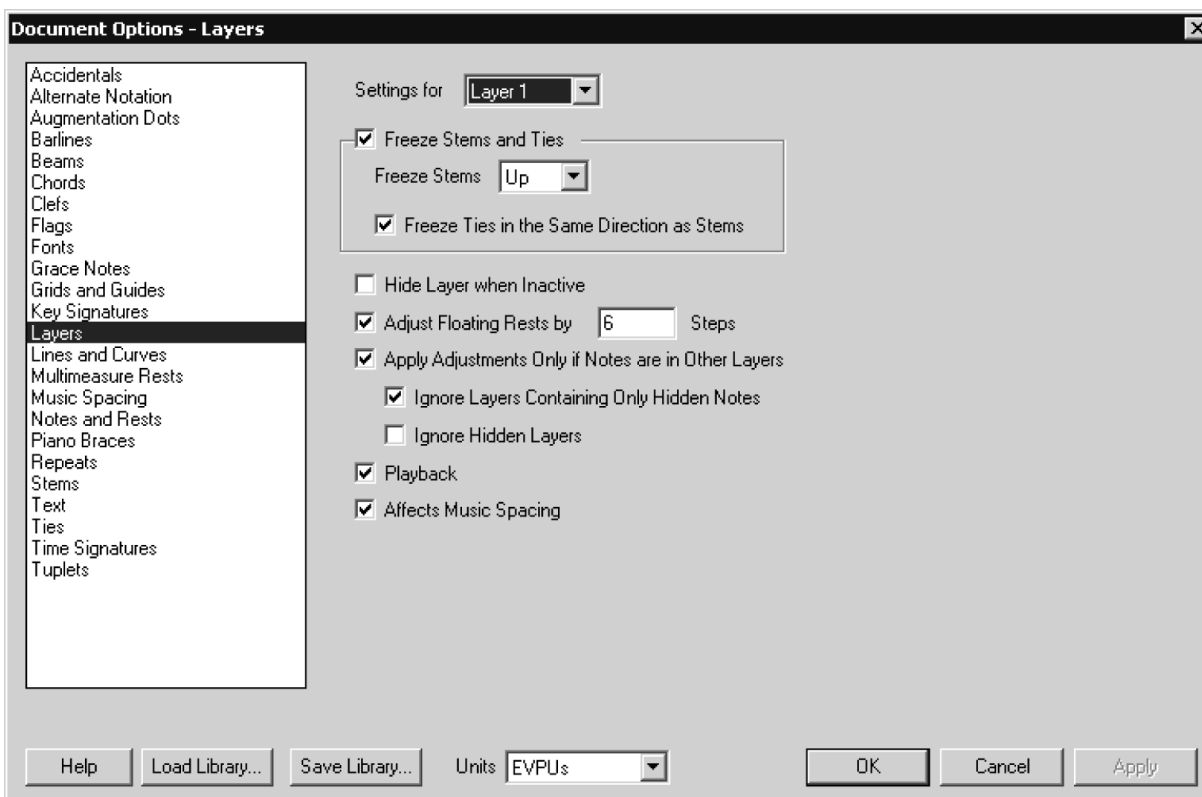 Document Options - Layers
Accidentals
Alternate Notation
Augmentation Dots
Barlines
Beams
Chords
Clefs
Flags
Fonts
Grace Notes
Grids and Guides
Key Signatures
Layers
Lines and Curves
Multimeasure Rests
Music Spacing
Notes and Rests
Piano Braces
Repeats
Stems
Text
Ties
Time Signatures
Tuplets
Settings for Layer 1
Freeze Stems and Ties
Freeze Stems Up
Freeze Ties in the Same Direction as Stems
Hide Layer when Inactive
Adjust Floating Rests by 6 Steps
Apply Adjustments Only if Notes are in Other Layers
Ignore Layers Containing Only Hidden Notes
Ignore Hidden Layers
Playback
Affects Music Spacing
Help Load Library... Save Library... Units EVPUs OK Cancel Apply